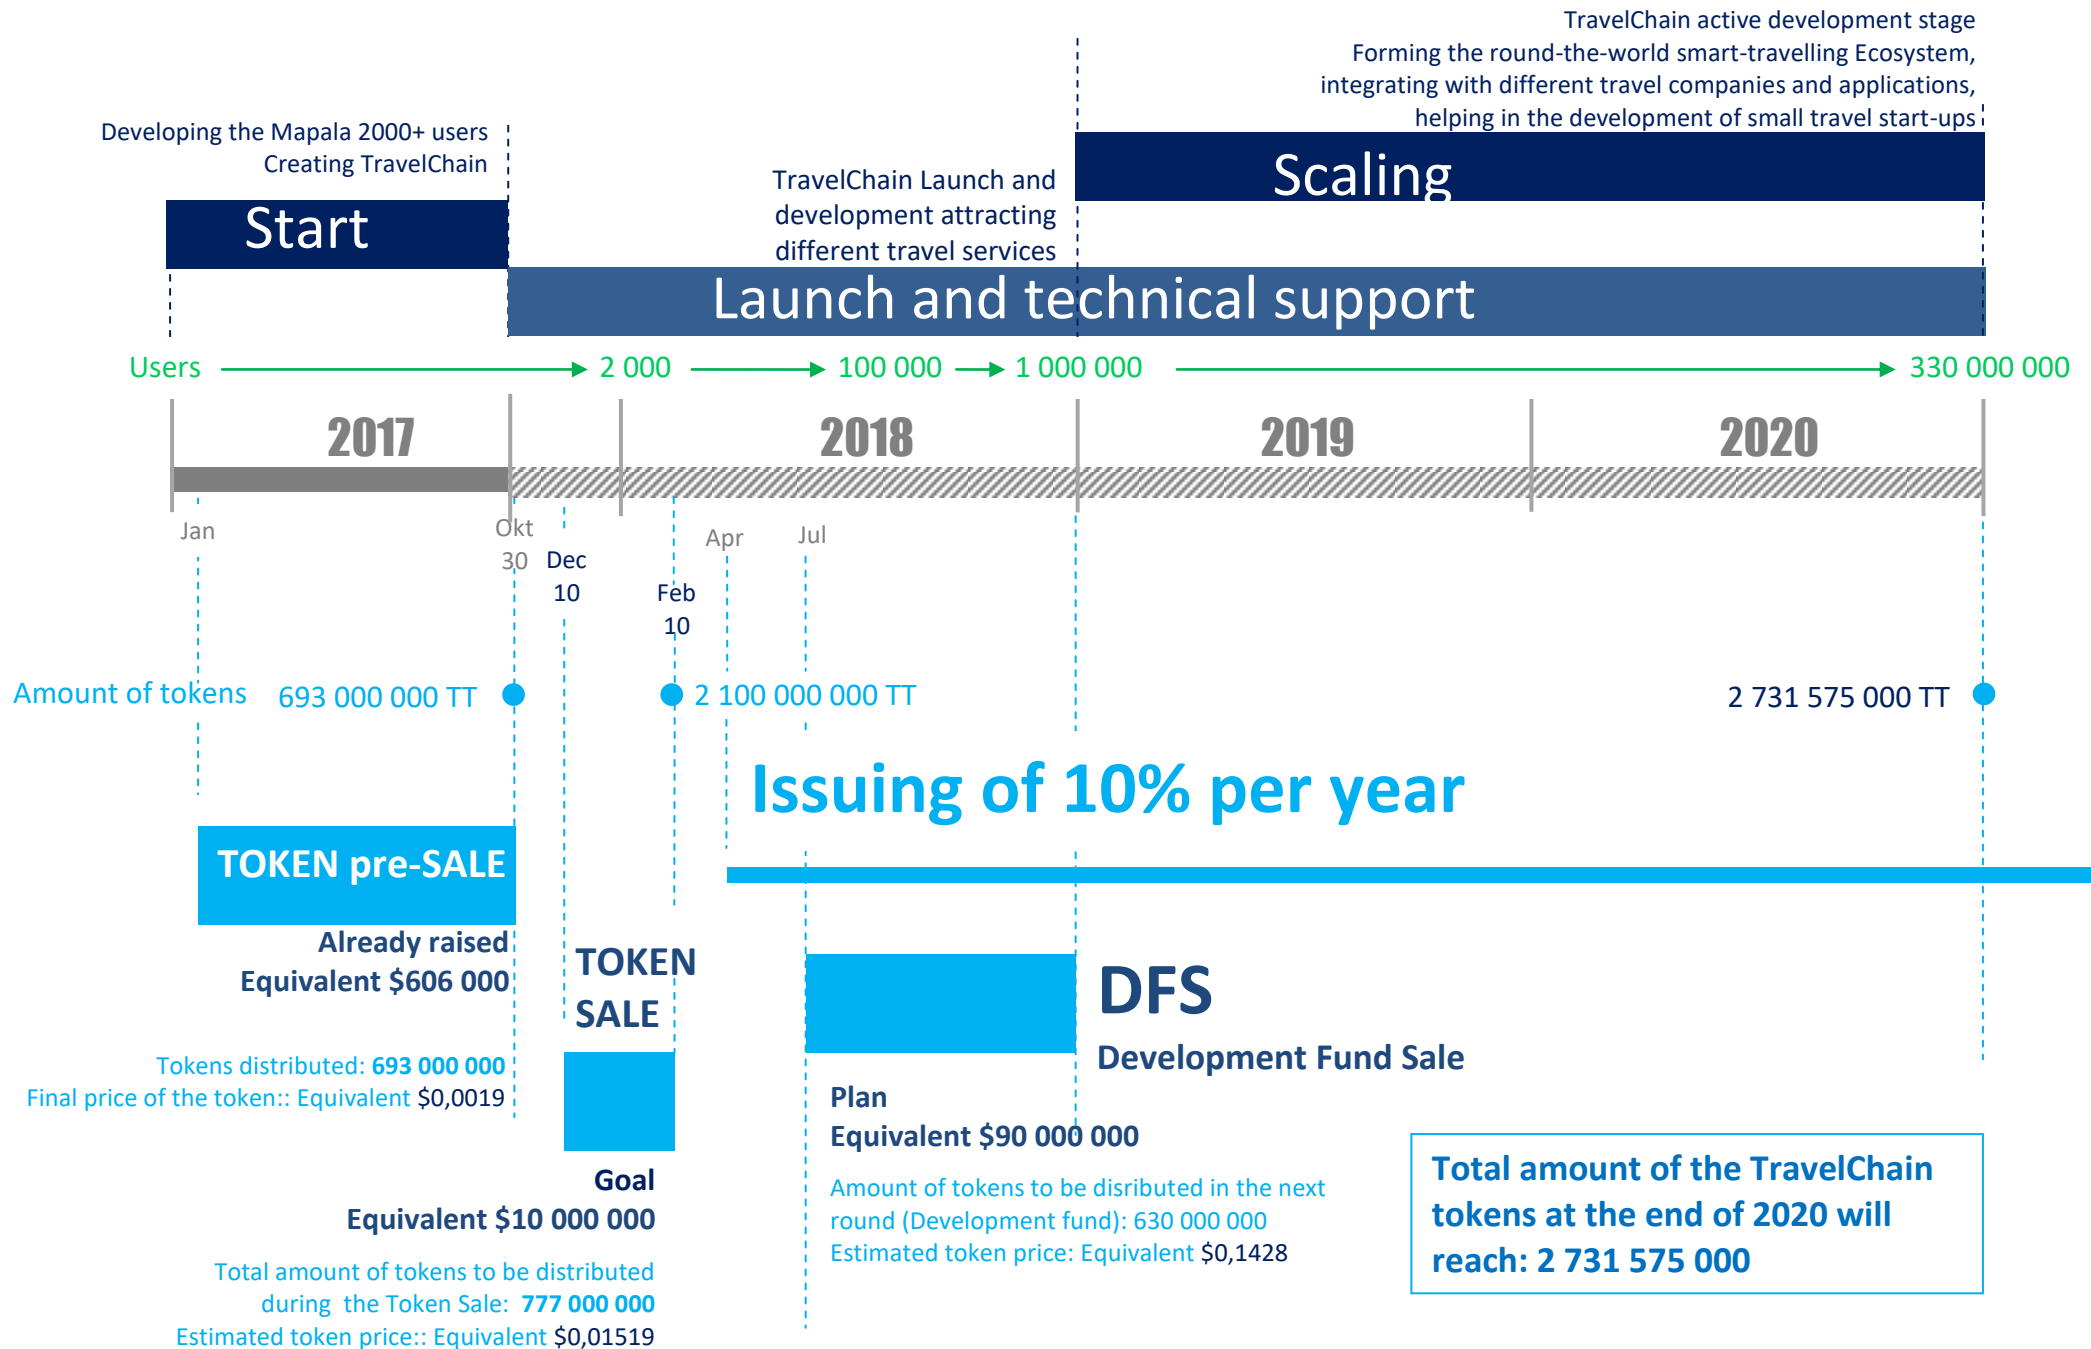 TravelChain active development stage
Forming the round-the-world smart-travelling Ecosystem,
integrating with different travel companies and applications,
helping in the development of small travel start-ups
Developing the Mapala 2000+ users
Creating TravelChain
TravelChain Launch and
development attracting
different travel services
Scaling
Start
Launch and technical support
Users 2 000 100 000 1 000 000 330 000 000
2017 2018 2019 2020
Jan
Okt
30
Dec
10
Feb
10
Apr
Jul
Amount of tokens 693 000 000 TT 2 100 000 000 TT 2 731 575 000 TT
Issuing of 10% per year
TOKEN pre-SALE
Already raised
Equivalent $606 000
Tokens distributed: 693 000 000
Final price of the token:: Equivalent $0,0019
TOKEN
SALE
Goal
Equivalent $10 000 000
Total amount of tokens to be distributed
during the Token Sale: 777 000 000
Estimated token price:: Equivalent $0,01519
DFS
Development Fund Sale
Plan
Equivalent $90 000 000
Amount of tokens to be disributed in the next
round (Development fund): 630 000 000
Estimated token price: Equivalent $0,1428
Total amount of the TravelChain
tokens at the end of 2020 will
reach: 2 731 575 000